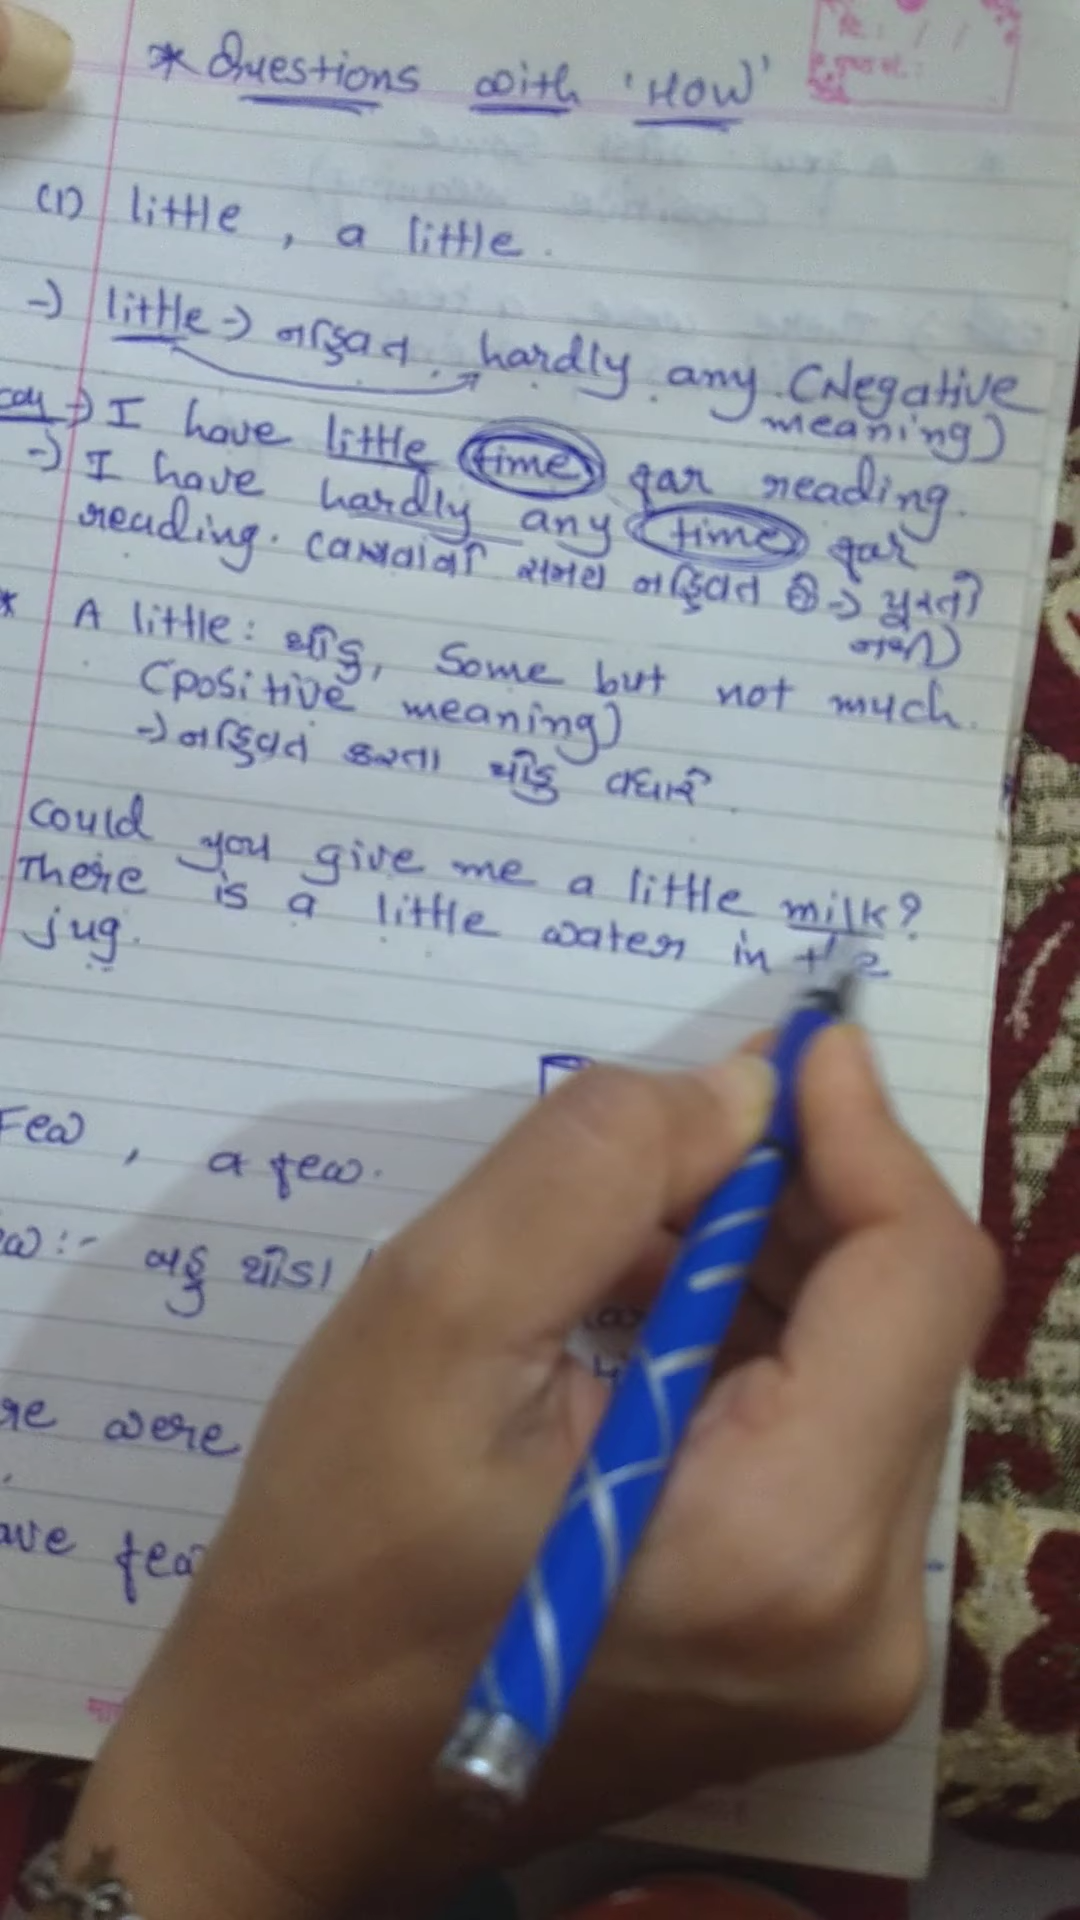 * Questions with 'HOW'
(1) little, a little.
-) little -) નહિવત, hardly any (Negative meaning)
-) I have little time for reading.
-) I have hardly any time for
reading. વાંચવાનો સમય નહિવત છે -) પૂરતો નથી)
* A little: થોડુ, Some but not much.
(positive meaning)
-) નહિવત કરતા થોડુ વધારે.
Could you give me a little milk?
There is a little water in the
jug.
Few, a few.
:- બહુ થોડા
were
few